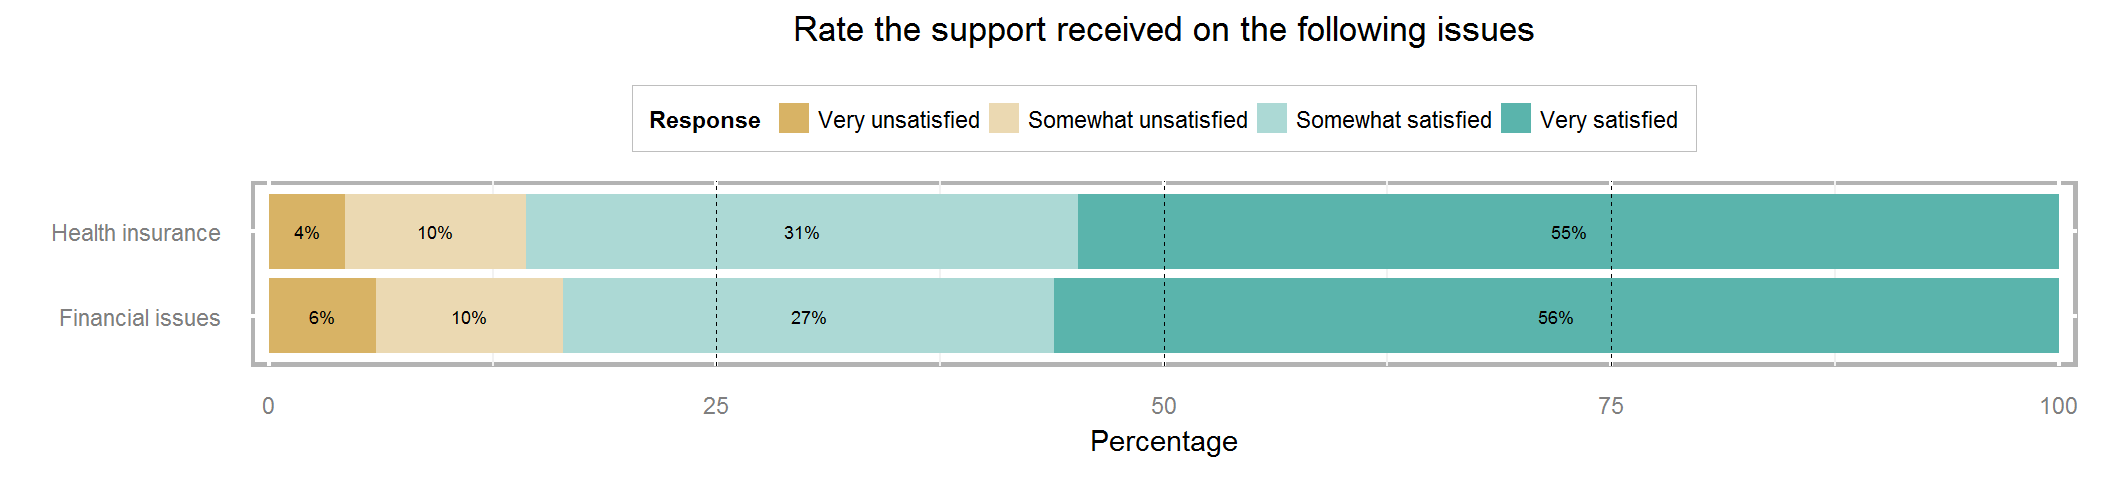 Rate the support received on the following issues
Response Very unsatisfied Somewhat unsatisfied Somewhat satisfied Very satisfied
Health insurance 4% 10% 31% 55%
Financial issues 6% 10% 27% 56%
0 25 50 75 100
Percentage